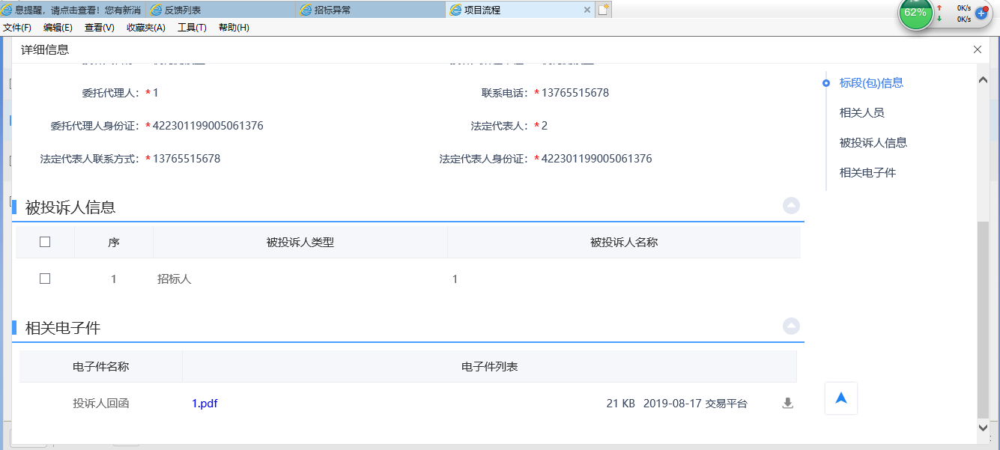 息提醒，请点击查看！您有新消 反馈列表 招标异常 项目流程
62% 0K/s
0K/s
文件(F) 编辑(E) 查看(V) 收藏夹(A) 工具(T) 帮助(H)
详细信息
委托代理人： *1 联系电话： *13765515678
委托代理人身份证： *422301199005061376 法定代表人： *2
法定代表人联系方式： *13765515678 法定代表人身份证： *422301199005061376
标段(包)信息
相关人员
被投诉人信息
相关电子件
被投诉人信息
序 被投诉人类型 被投诉人名称
1 招标人 1
相关电子件
电子件名称 电子件列表
投诉人回函 1.pdf 21 KB 2019-08-17 交易平台